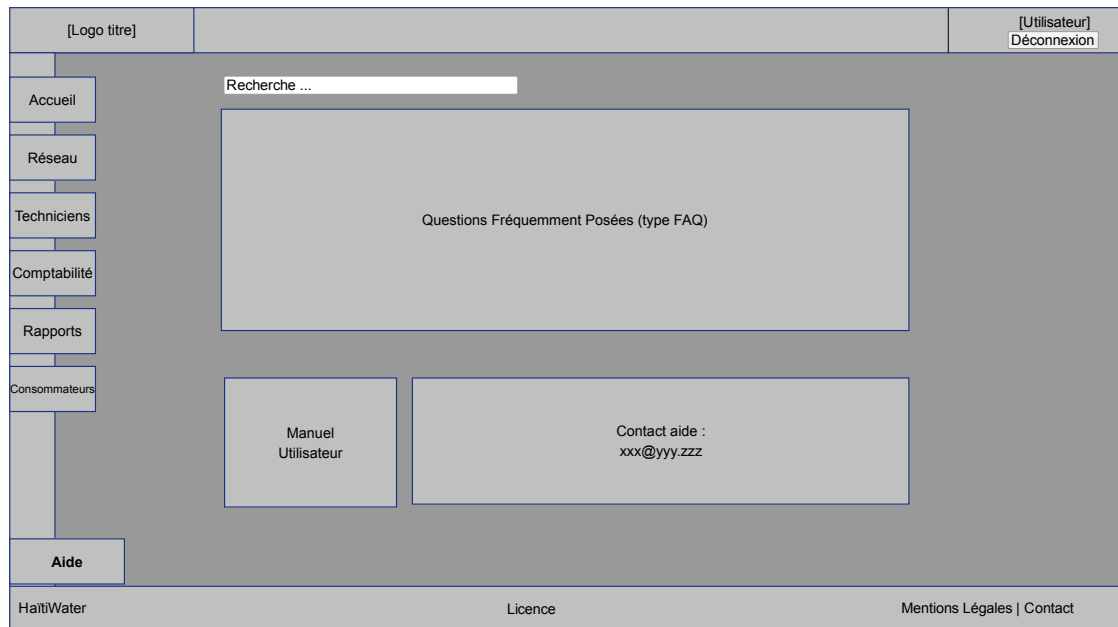 [Logo titre]
[Utilisateur]
Déconnexion
Recherche ...
Accueil
Réseau
Techniciens
Comptabilité
Rapports
Consommateurs
Aide
Questions Fréquemment Posées (type FAQ)
Manuel
Utilisateur
Contact aide :
xxx@yyy.zzz
HaïtiWater
Licence
Mentions Légales | Contact